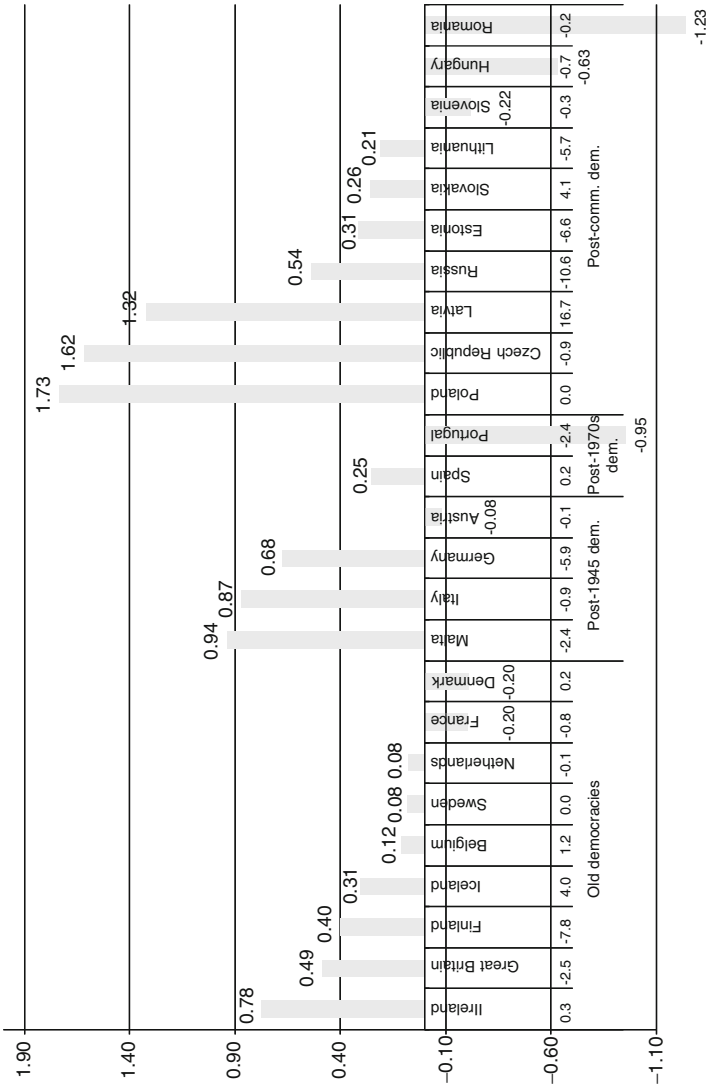 1.90
1.40
0.90
0.40
−0.10
−0.60
−1.10
0.78
0.49
0.40
0.31
0.12
0.08
0.08
-0.20
-0.20
0.94
0.87
0.68
-0.08
0.25
-0.95
1.73
1.62
1.32
0.54
0.31
0.26
0.21
-0.22
-0.63
-1.23
IIreland
Great Britain
Finland
Iceland
Belgium
Sweden
Netherlands
France
Denmark
Malta
Italy
Germany
Austria
Spain
Portugal
Poland
Czech Republic
Latvia
Russia
Estonia
Slovakia
Lithuania
Slovenia
Hungary
Romania
0.3
-2.5
-7.8
4.0
1.2
0.0
-0.1
-0.8
0.2
-2.4
-0.9
-5.9
-0.1
0.2
-2.4
0.0
-0.9
16.7
-10.6
-6.6
4.1
-5.7
-0.3
-0.7
-0.2
Old democracies
Post-1945 dem.
Post-1970s
dem.
Post-comm. dem.